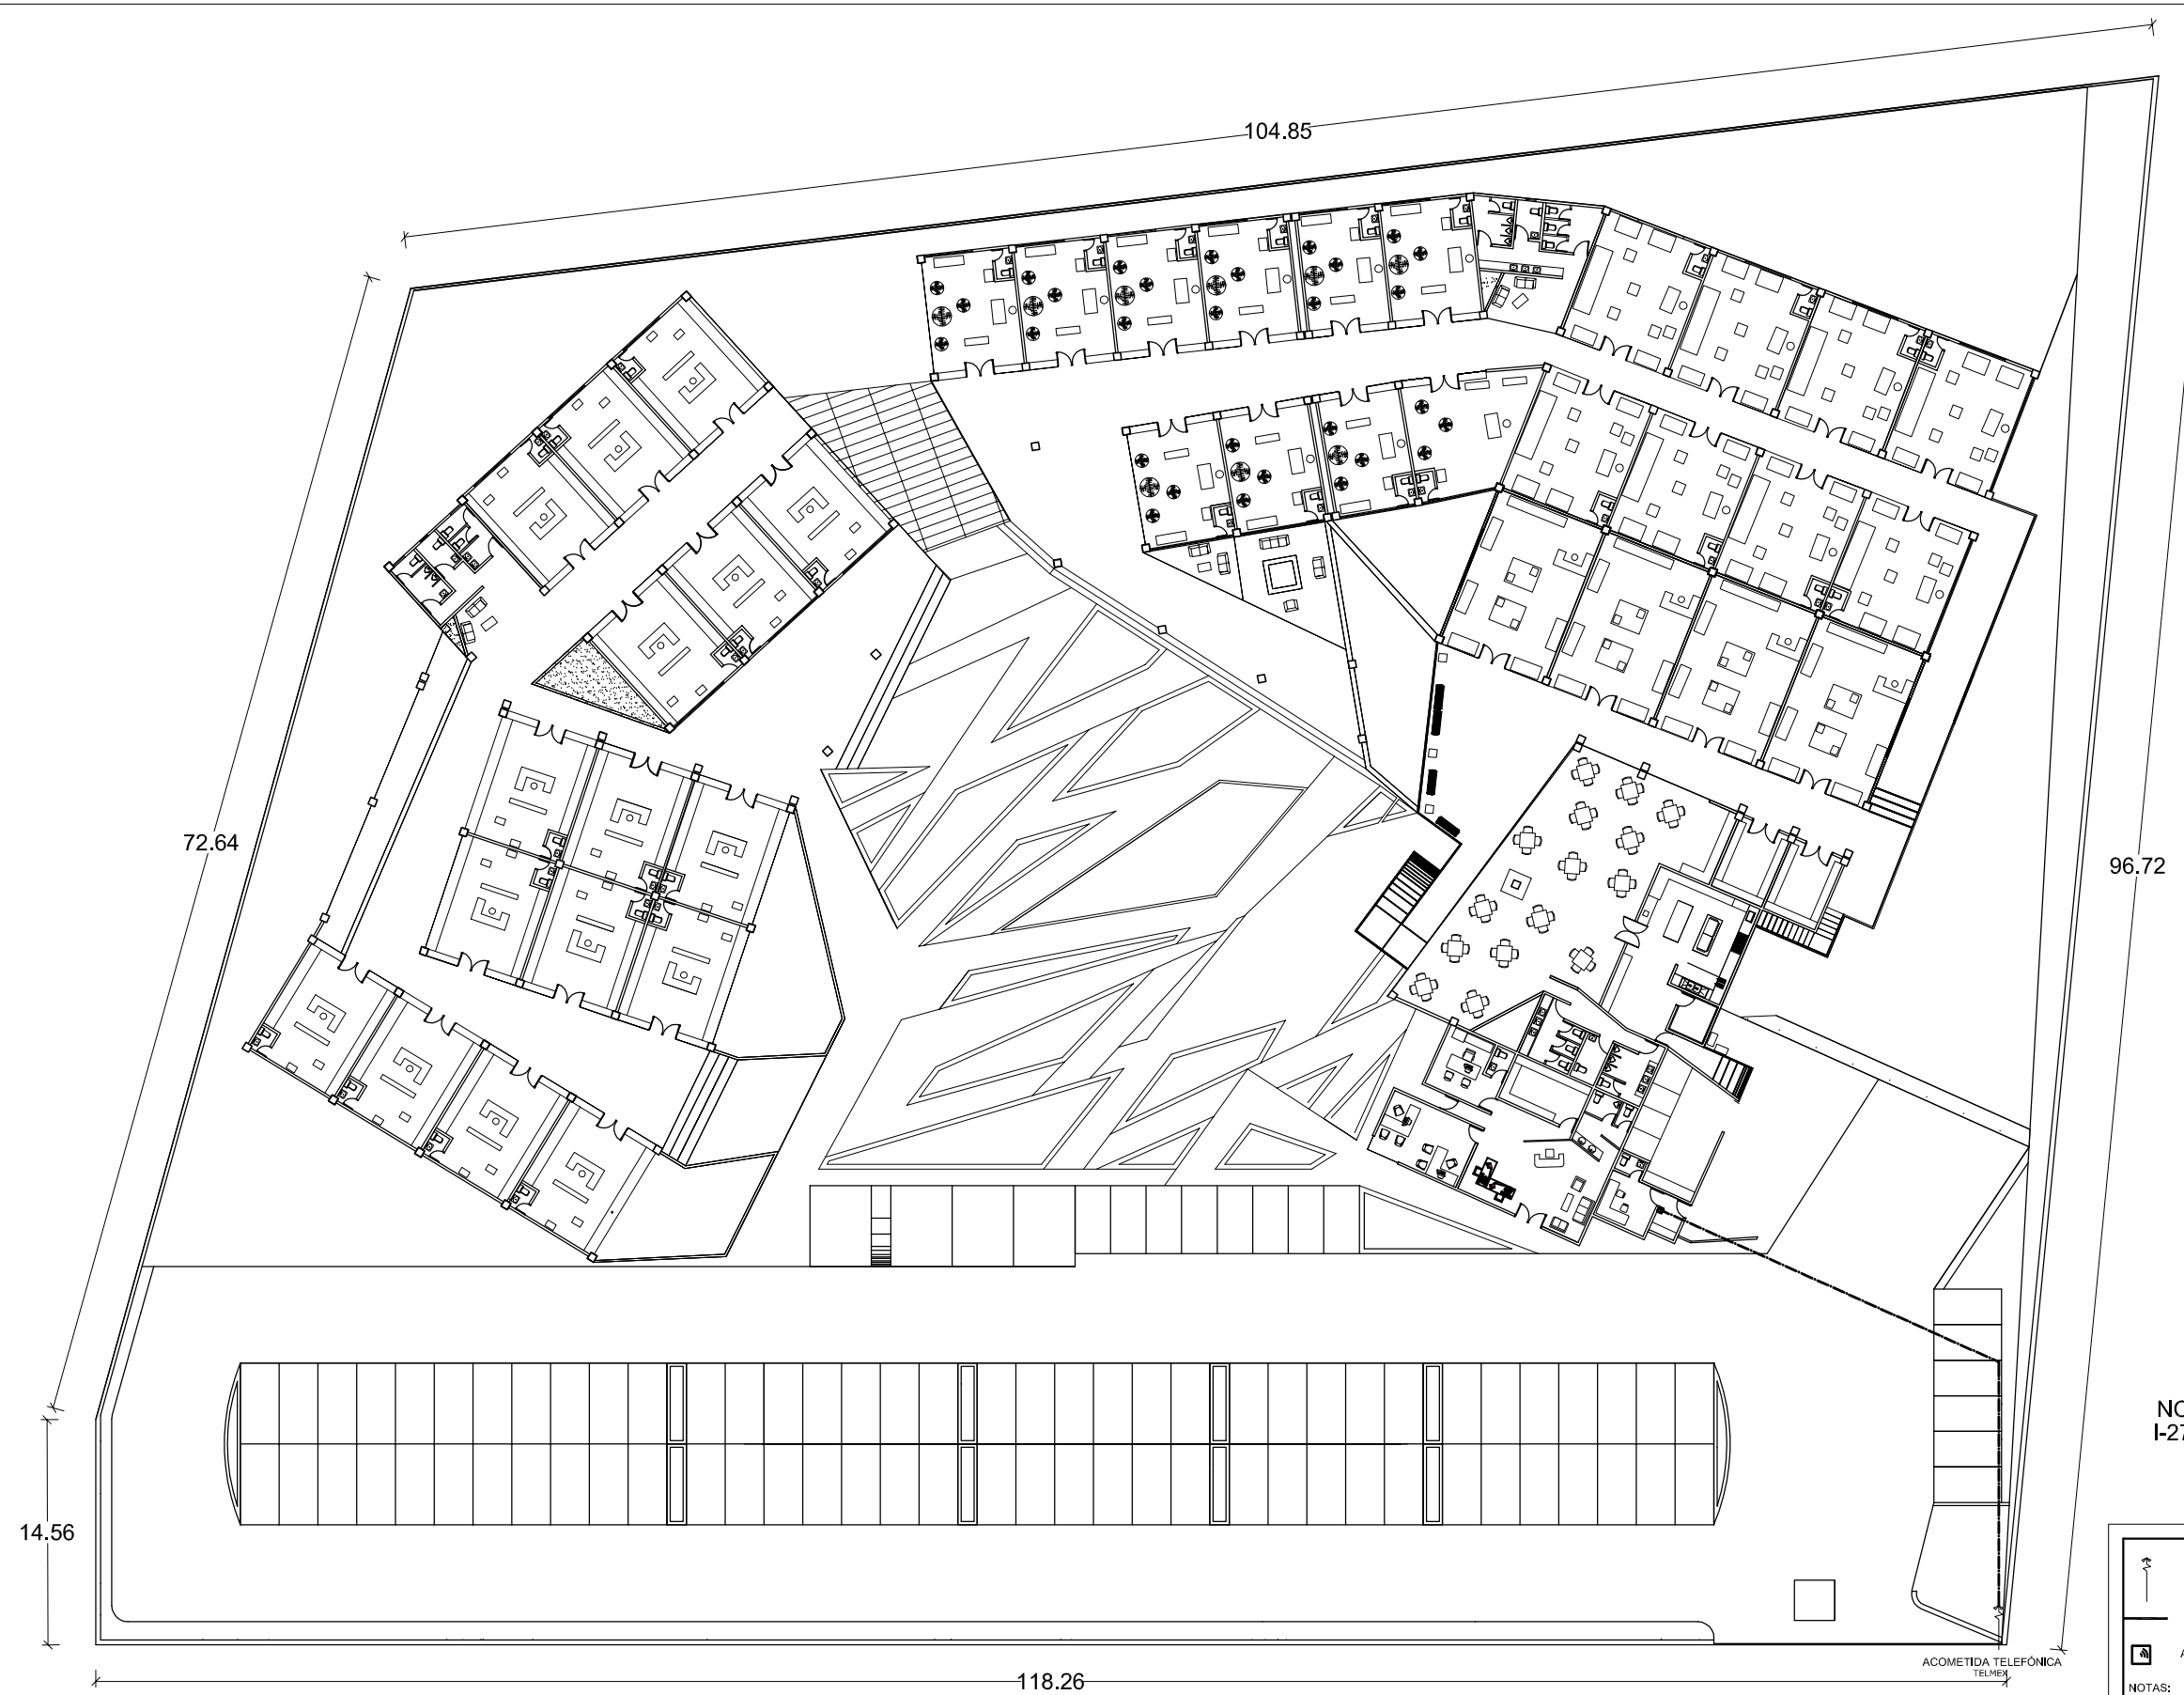 104.85
72.64
96.72
14.56
118.26
ACOMETIDA TELEFÓNICA
TELMEX
NOTAS: